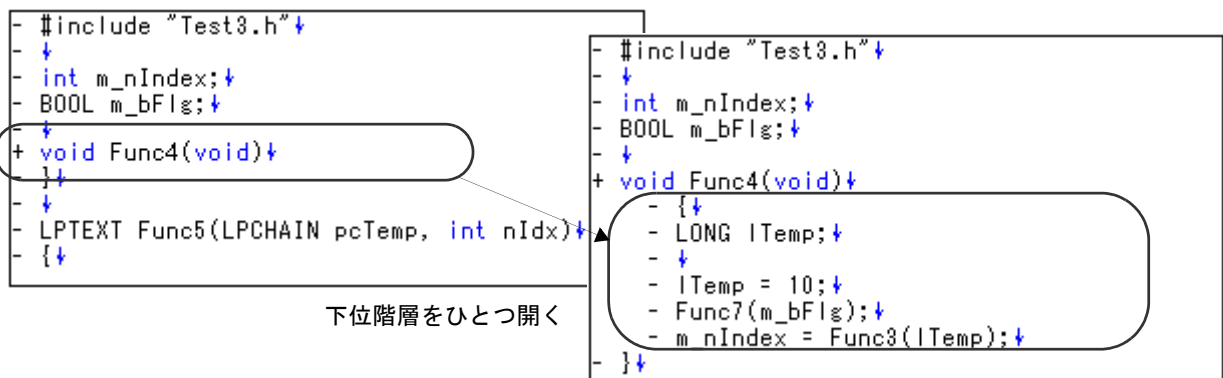 - #include "Test3.h"↓
- ↓
- int m_nIndex;↓
- BOOL m_bFlg;↓
- ↓
+ void Func4(void)↓
- }↓
- ↓
- LPTEXT Func5(LPCHAIN pcTemp, int nIdx)↓
- {↓
下位階層をひとつ開く
- #include "Test3.h"↓
- ↓
- int m_nIndex;↓
- BOOL m_bFlg;↓
- ↓
+ void Func4(void)↓
- {↓
- LONG lTemp;↓
- ↓
- lTemp = 10;↓
- Func7(m_bFlg);↓
- m_nIndex = Func3(lTemp);↓
- }↓